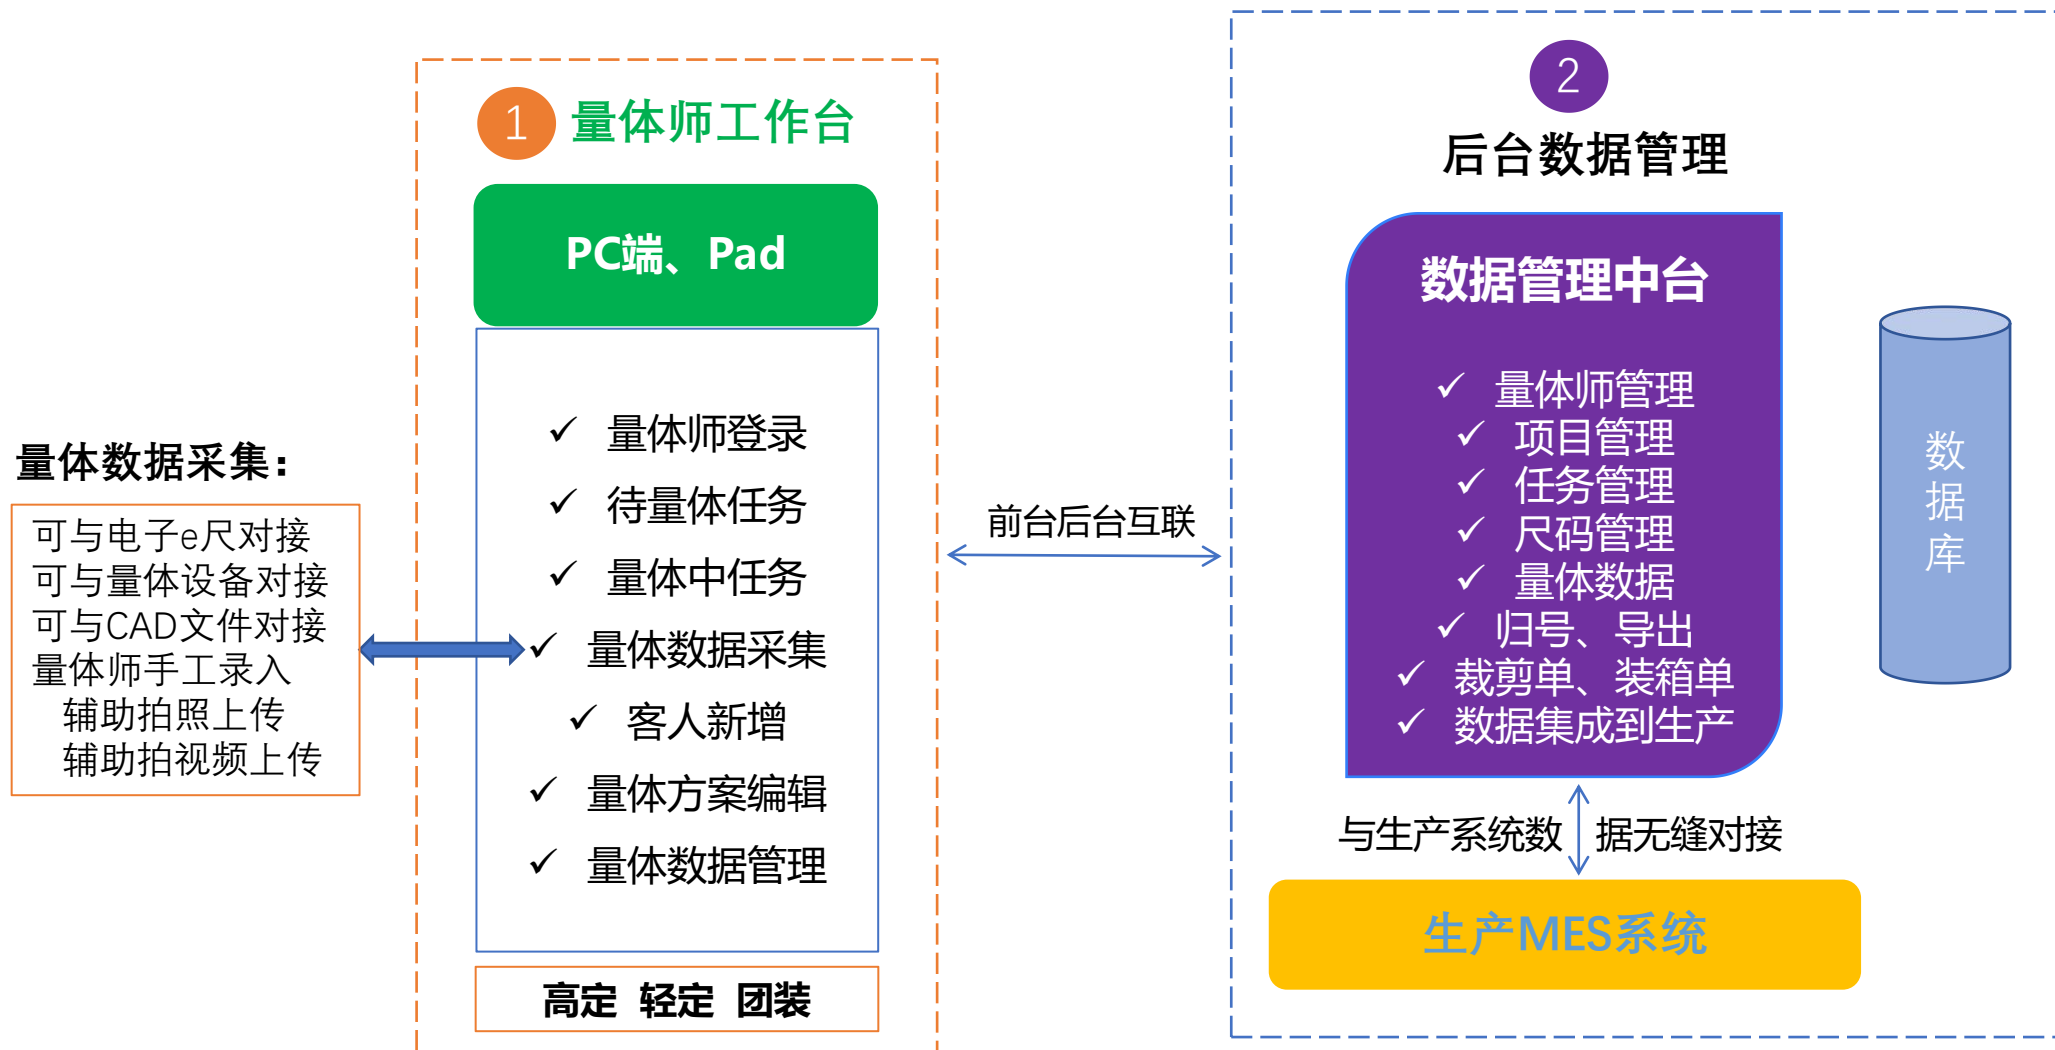 量体数据采集：
可与电子e尺对接
可与量体设备对接
可与CAD文件对接
量体师手工录入
辅助拍照上传
辅助拍视频上传
1
量体师工作台
PC端、Pad
✓ 量体师登录
✓ 待量体任务
✓ 量体中任务
✓ 量体数据采集
✓ 客人新增
✓ 量体方案编辑
✓ 量体数据管理
高定 轻定 团装
前台后台互联
2
后台数据管理
数据管理中台
✓ 量体师管理
✓ 项目管理
✓ 任务管理
✓ 尺码管理
✓ 量体数据
✓ 归号、导出
✓ 裁剪单、装箱单
✓ 数据集成到生产
与生产系统数 据无缝对接
生产MES系统
数
据
库